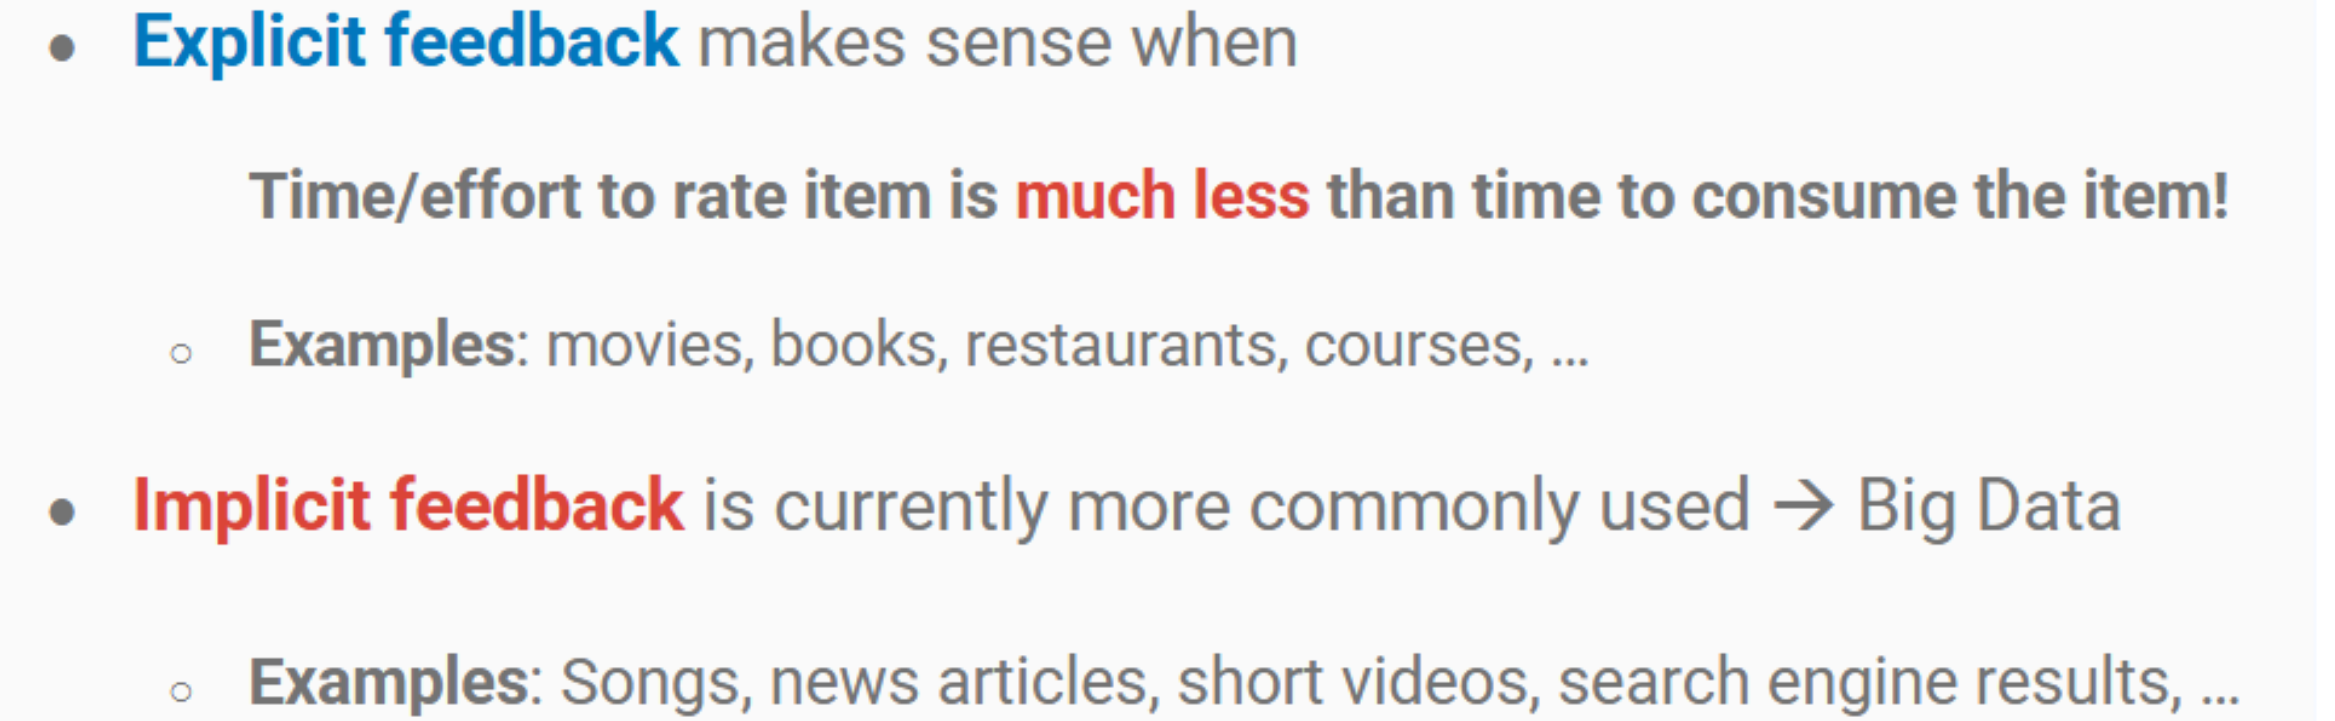 ● Explicit feedback makes sense when
Time/effort to rate item is much less than time to consume the item!
○ Examples: movies, books, restaurants, courses, ...
● Implicit feedback is currently more commonly used → Big Data
○ Examples: Songs, news articles, short videos, search engine results, ...